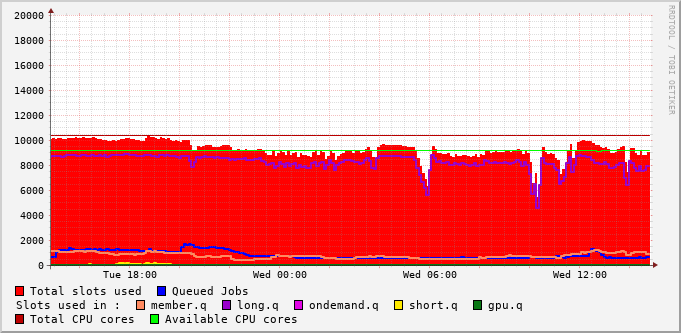 RRDTOOL / TOBI OETIKER
20000
18000
16000
14000
12000
10000
8000
6000
4000
2000
0
Tue 18:00 Wed 00:00 Wed 06:00 Wed 12:00
Total slots used Queued Jobs
Slots used in : member.q long.q ondemand.q short.q gpu.q
Total CPU cores Available CPU cores